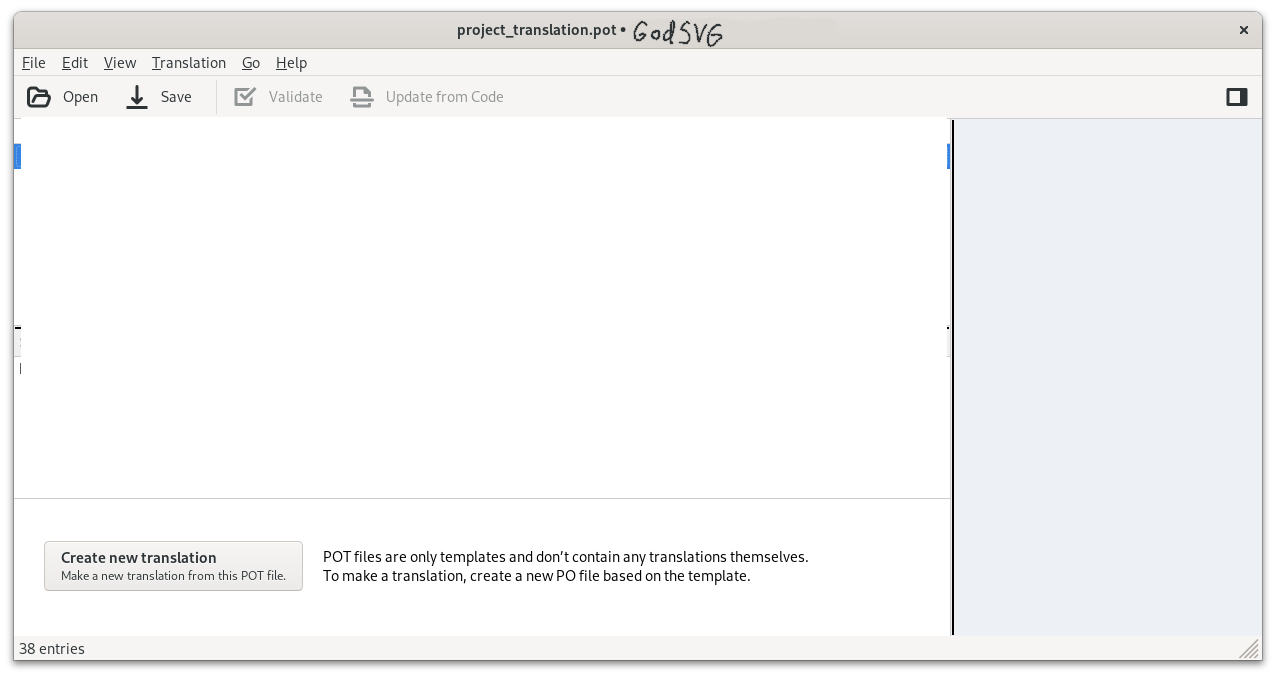 project_translation.pot • GodSVG
File Edit View Translation Go Help
Open Save Validate Update from Code
Create new translation
Make a new translation from this POT file.
POT files are only templates and don’t contain any translations themselves.
To make a translation, create a new PO file based on the template.
38 entries